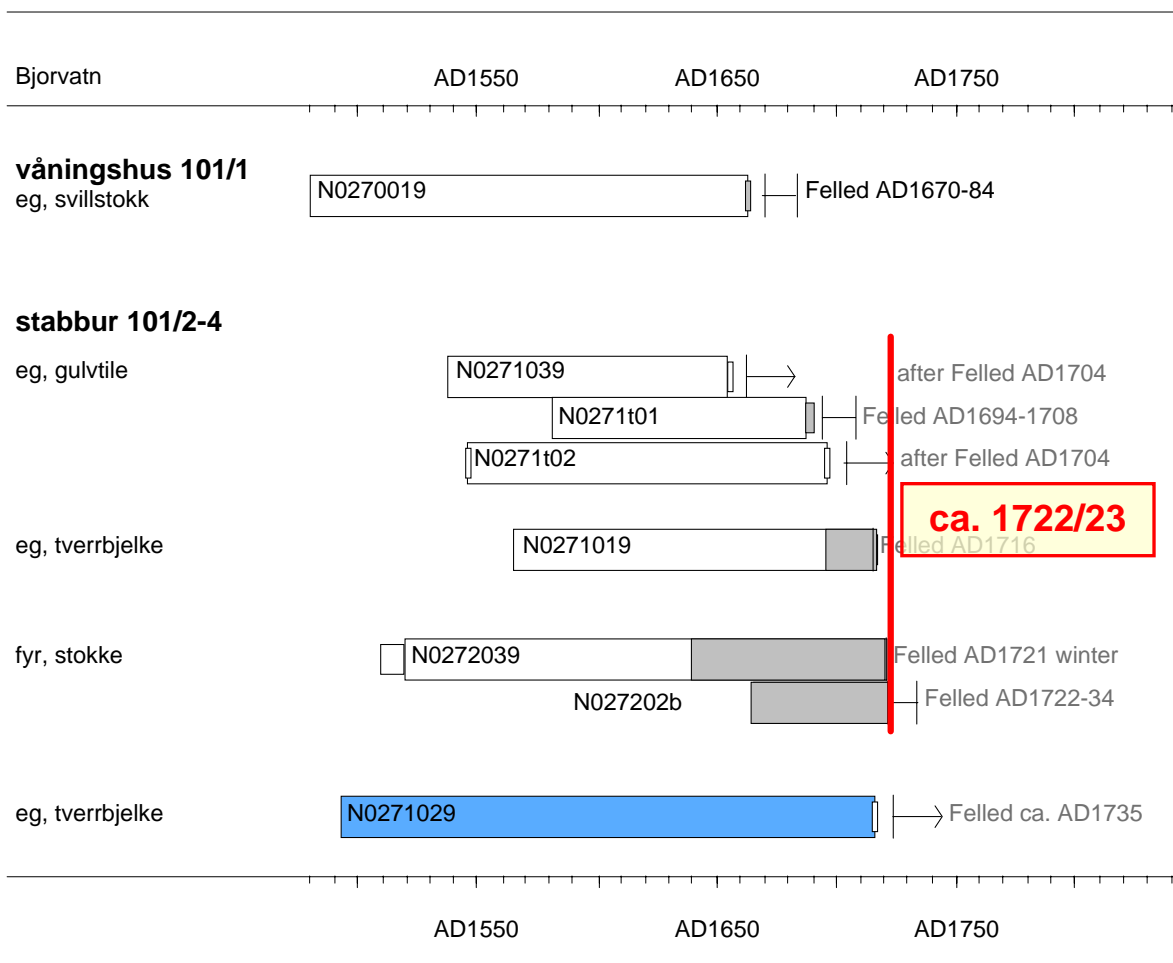 Bjorvatn AD1550 AD1650 AD1750
våningshus 101/1
eg, svillstokk N0270019 Felled AD1670-84
stabbur 101/2-4
eg, gulvtile N0271039 after Felled AD1704
N0271t01 Felled AD1694-1708
N0271t02 after Felled AD1704
ca. 1722/23
eg, tverrbjelke N0271019 Felled AD1716
fyr, stokke N0272039 Felled AD1721 winter
N027202b Felled AD1722-34
eg, tverrbjelke N0271029 Felled ca. AD1735
AD1550 AD1650 AD1750